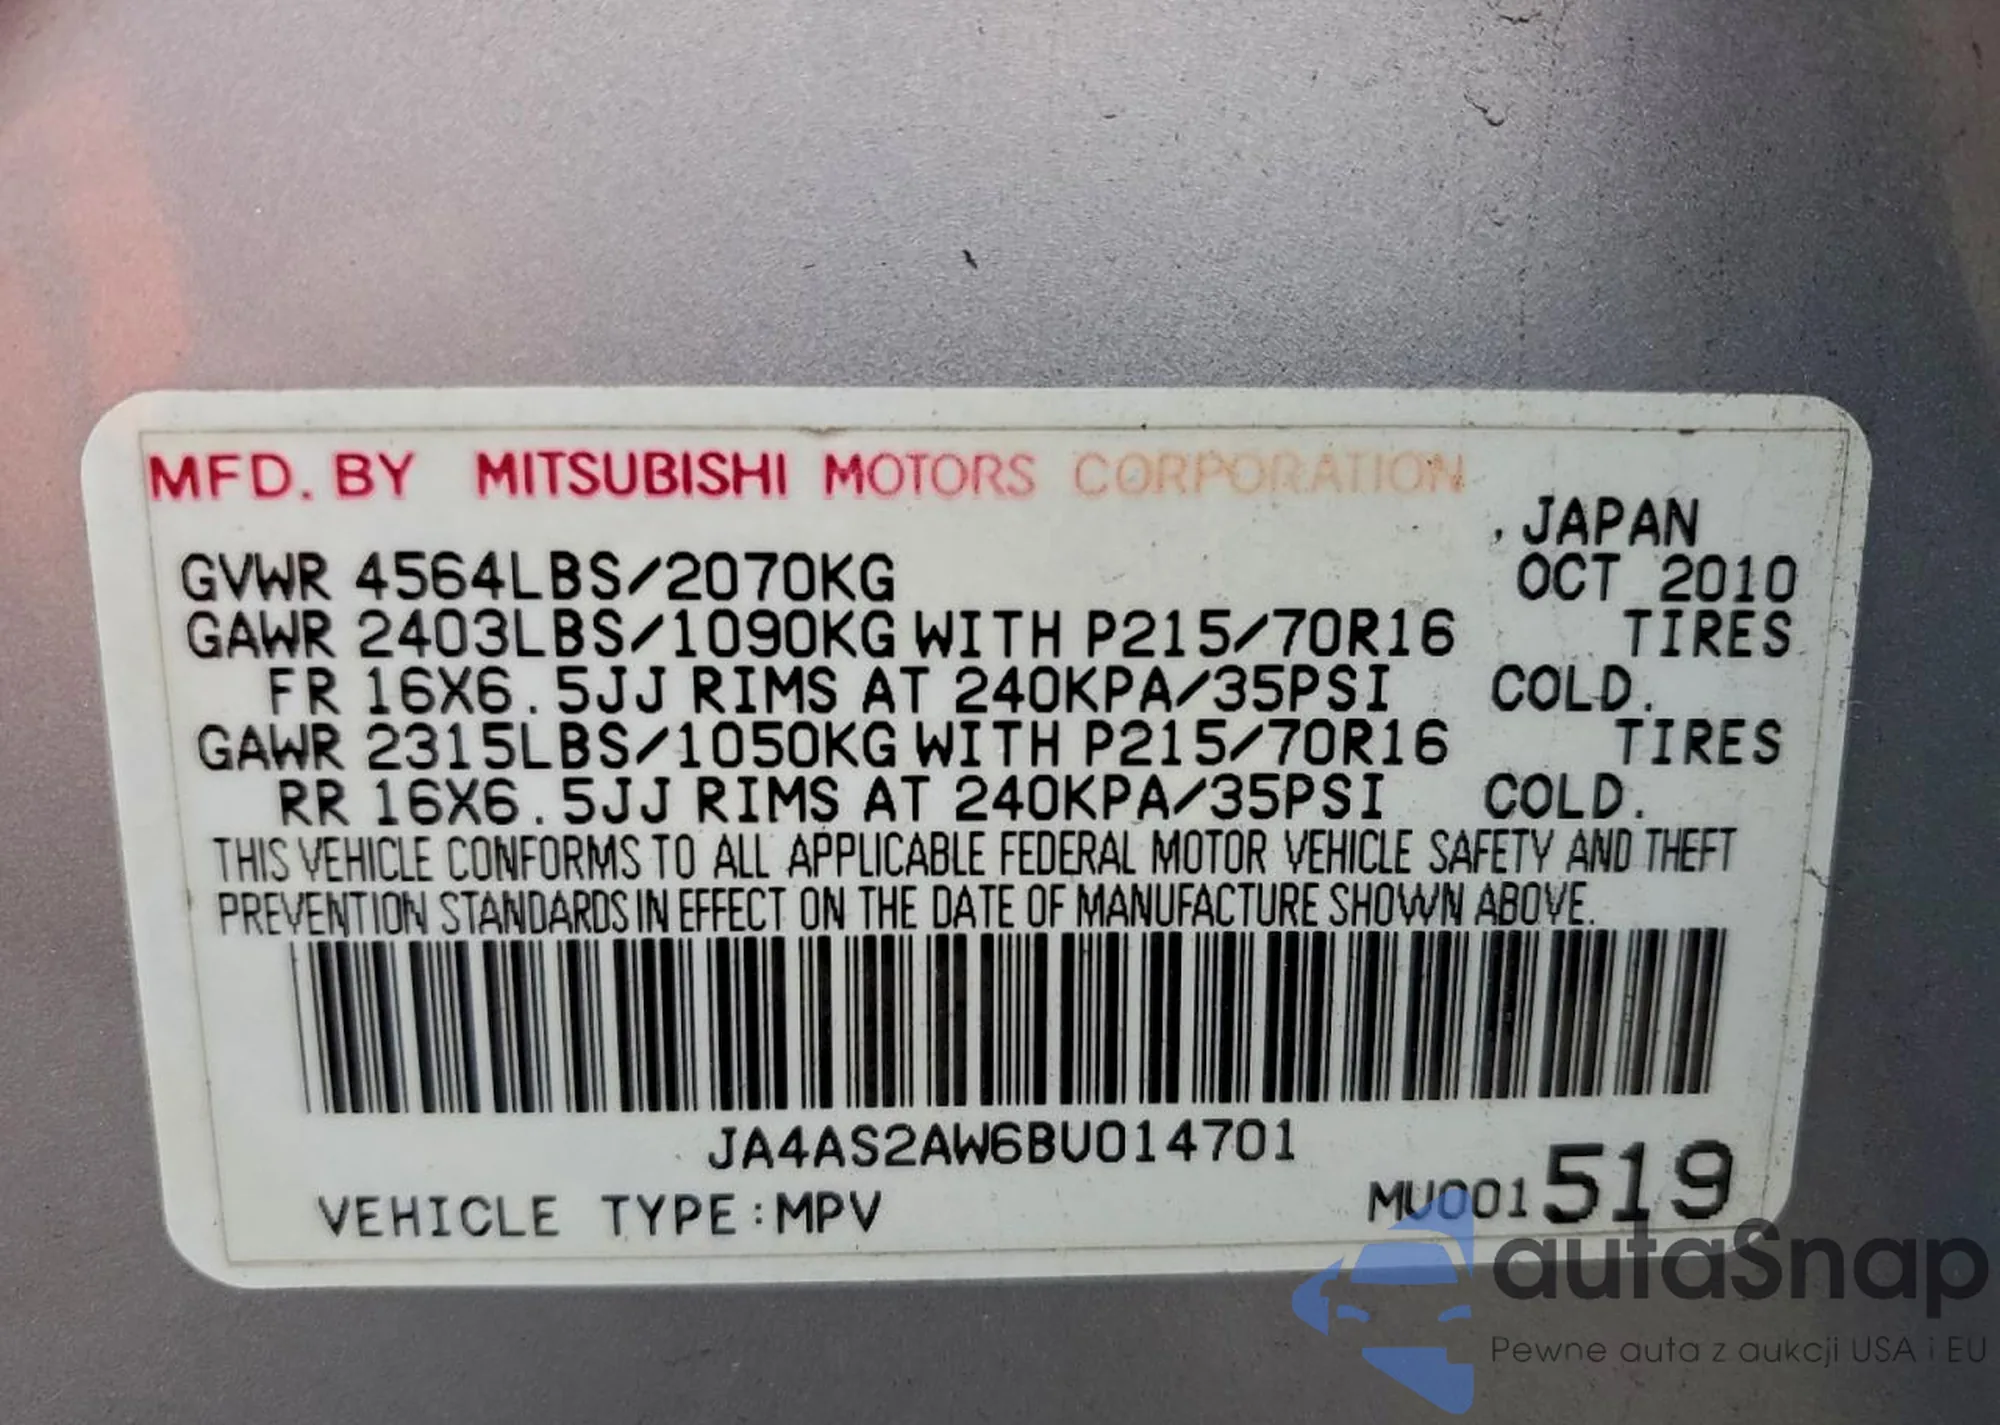 MFD. BY MITSUBISHI MOTORS CORPORATION
. JAPAN
GVWR 4564LBS/2070KG OCT 2010
GAWR 2403LBS/1090KG WITH P215/70R16 TIRES
FR 16X6.5JJ RIMS AT 240KPA/35PSI COLD.
GAWR 2315LBS/1050KG WITH P215/70R16 TIRES
RR 16X6.5JJ RIMS AT 240KPA/35PSI COLD.
THIS VEHICLE CONFORMS TO ALL APPLICABLE FEDERAL MOTOR VEHICLE SAFETY AND THEFT
PREVENTION STANDARDS IN EFFECT ON THE DATE OF MANUFACTURE SHOWN ABOVE.
JA4AS2AW6BU014701
VEHICLE TYPE:MPV MU001519
autaSnap
Pewne auta z aukcji USA i EU